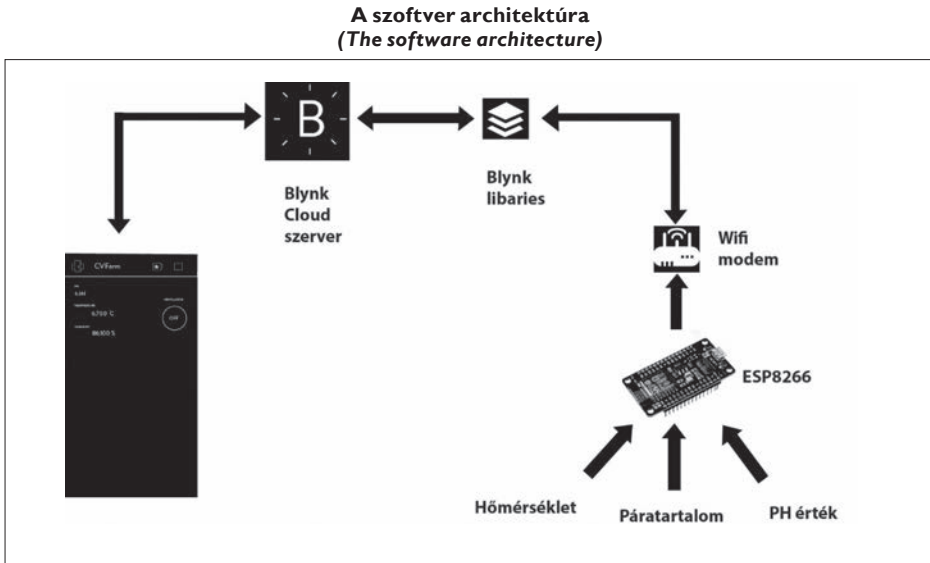 A szoftver architektúra
(The software architecture)
B
Blynk
Cloud
szerver
Blynk
libaries
Wifi
modem
ESP8266
Hőmérséklet
Páratartalom
PH érték
CVFarm
OFF